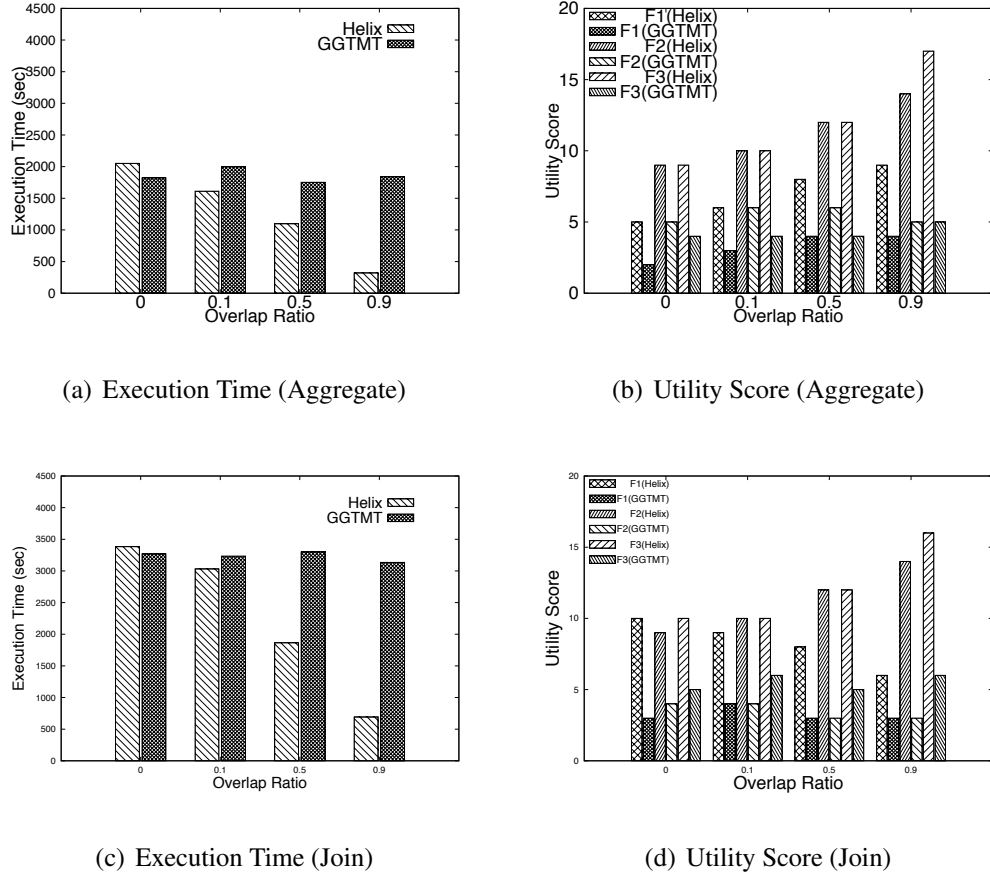 4500
4000
3500
3000
2500
2000
1500
1000
500
0
Execution Time (sec)
Helix
GGTMT
0 0.1 0.5 0.9
Overlap Ratio
(a) Execution Time (Aggregate)
20
15
10
5
0
Utility Score
F1(Helix)
F1(GGTMT)
F2(Helix)
F2(GGTMT)
F3(Helix)
F3(GGTMT)
0 0.1 0.5 0.9
Overlap Ratio
(b) Utility Score (Aggregate)
4500
4000
3500
3000
2500
2000
1500
1000
500
0
Execution Time (sec)
Helix
GGTMT
0 0.1 0.5 0.9
Overlap Ratio
(c) Execution Time (Join)
20
15
10
5
0
Utility Score
F1(Helix)
F1(GGTMT)
F2(Helix)
F2(GGTMT)
F3(Helix)
F3(GGTMT)
0 0.1 0.5 0.9
Overlap Ratio
(d) Utility Score (Join)